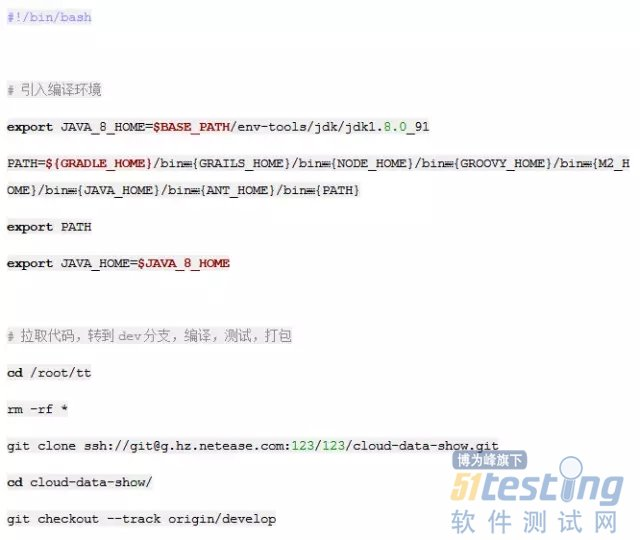 #!/bin/bash
# 引入编译环境
export JAVA_8_HOME=$BASE_PATH/env-tools/jdk/jdk1.8.0_91
PATH=${GRADLE_HOME}/bin{GRAILS_HOME}/bin{NODE_HOME}/bin{GROOVY_HOME}/bin{M2_H
OME}/bin{JAVA_HOME}/bin{ANT_HOME}/bin{PATH}
export PATH
export JAVA_HOME=$JAVA_8_HOME
# 拉取代码，转到 dev 分支，编译，测试，打包
cd /root/tt
rm -rf *
git clone ssh://git@g.hz.netease.com:123/123/cloud-data-show.git
cd cloud-data-show/
git checkout --track origin/develop
博为峰旗下
51testing
软件测试网